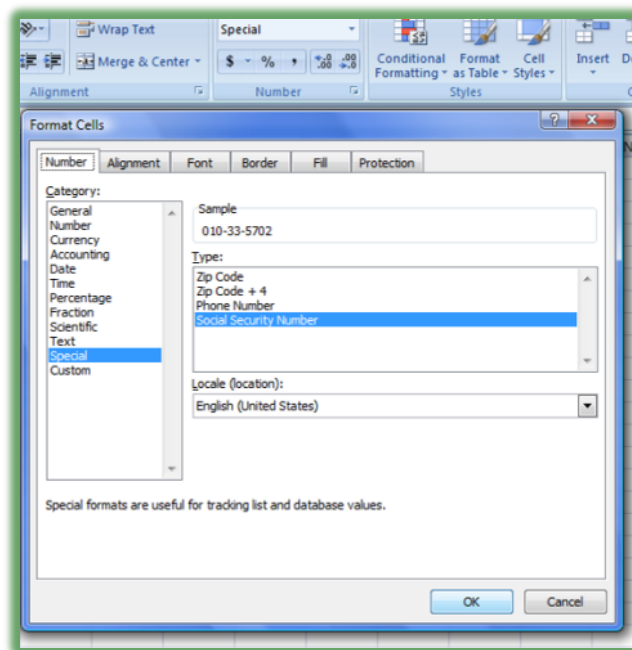 Wrap Text
Special
Merge & Center
$ % , .00 .00 .0
Conditional Formatting
Format as Table
Cell Styles
Insert
Alignment
Number
Styles
Format Cells
Number Alignment Font Border Fill Protection
Category:
General
Number
Currency
Accounting
Date
Time
Percentage
Fraction
Scientific
Text
Special
Custom
Sample
010-33-5702
Type:
Zip Code
Zip Code + 4
Phone Number
Social Security Number
Locale (location):
English (United States)
Special formats are useful for tracking list and database values.
OK Cancel